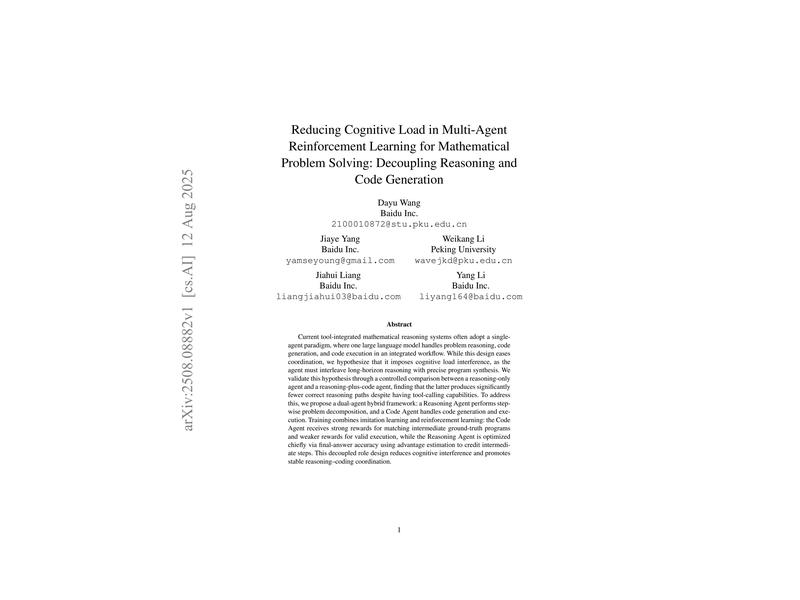 arXiv:2508.08882v1 [cs.AI] 12 Aug 2025
Reducing Cognitive Load in Multi-Agent
Reinforcement Learning for Mathematical
Problem Solving: Decoupling Reasoning and
Code Generation
Dayu Wang
Baidu Inc.
2100010872@stu.pku.edu.cn
Jiaye Yang
Baidu Inc.
yamseyoung@gmail.com
Weikang Li
Peking University
wavejkd@pku.edu.cn
Jiahui Liang
Baidu Inc.
liangjiahui03@baidu.com
Yang Li
Baidu Inc.
liyang164@baidu.com
Abstract
Current tool-integrated mathematical reasoning systems often adopt a single-
agent paradigm, where one large language model handles problem reasoning, code
generation, and code execution in an integrated workflow. While this design eases
coordination, we hypothesize that it imposes cognitive load interference, as the
agent must interleave long-horizon reasoning with precise program synthesis. We
validate this hypothesis through a controlled comparison between a reasoning-only
agent and a reasoning-plus-code agent, finding that the latter produces significantly
fewer correct reasoning paths despite having tool-calling capabilities. To address
this, we propose a dual-agent hybrid framework: a Reasoning Agent performs step-
wise problem decomposition, and a Code Agent handles code generation and exe-
cution. Training combines imitation learning and reinforcement learning: the Code
Agent receives strong rewards for matching intermediate ground-truth programs
and weaker rewards for valid execution, while the Reasoning Agent is optimized
chiefly via final-answer accuracy using advantage estimation to credit intermedi-
ate steps. This decoupled role design reduces cognitive interference and promotes
stable reasoning–coding coordination.
1